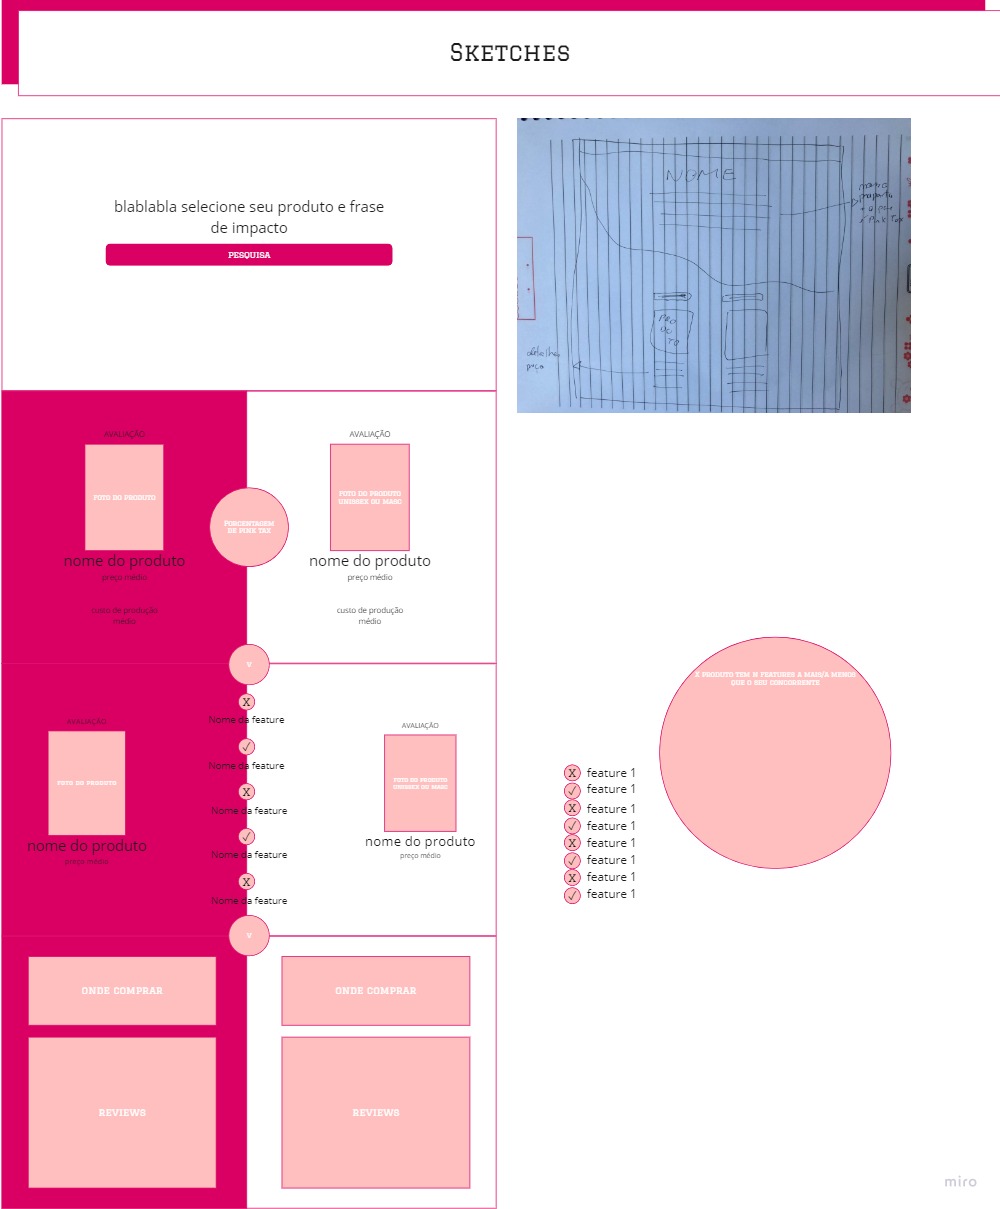 Sketches
blablabla selecione seu produto e frase
de impacto
PESQUISA
NOME
PRO
DU
TO
AVALIAÇÃO
FOTO DO PRODUTO
nome do produto
preço médio
custo de produção
médio
PORCENTAGEM
DE PINK TAX
AVALIAÇÃO
FOTO DO PRODUTO
UNISSEX OU MASC
nome do produto
preço médio
custo de produção
médio
V
AVALIAÇÃO
FOTO DO PRODUTO
nome do produto
preço médio
X
Nome da feature
✓
Nome da feature
X
Nome da feature
✓
Nome da feature
X
Nome da feature
AVALIAÇÃO
FOTO DO PRODUTO
UNISSEX OU MASC
nome do produto
preço médio
X PRODUTO TEM N FEATURES A MAIS/A MENOS
QUE O SEU CONCORRENTE
X feature 1
✓ feature 1
X feature 1
✓ feature 1
X feature 1
✓ feature 1
X feature 1
✓ feature 1
V
ONDE COMPRAR
REVIEWS
ONDE COMPRAR
REVIEWS
miro